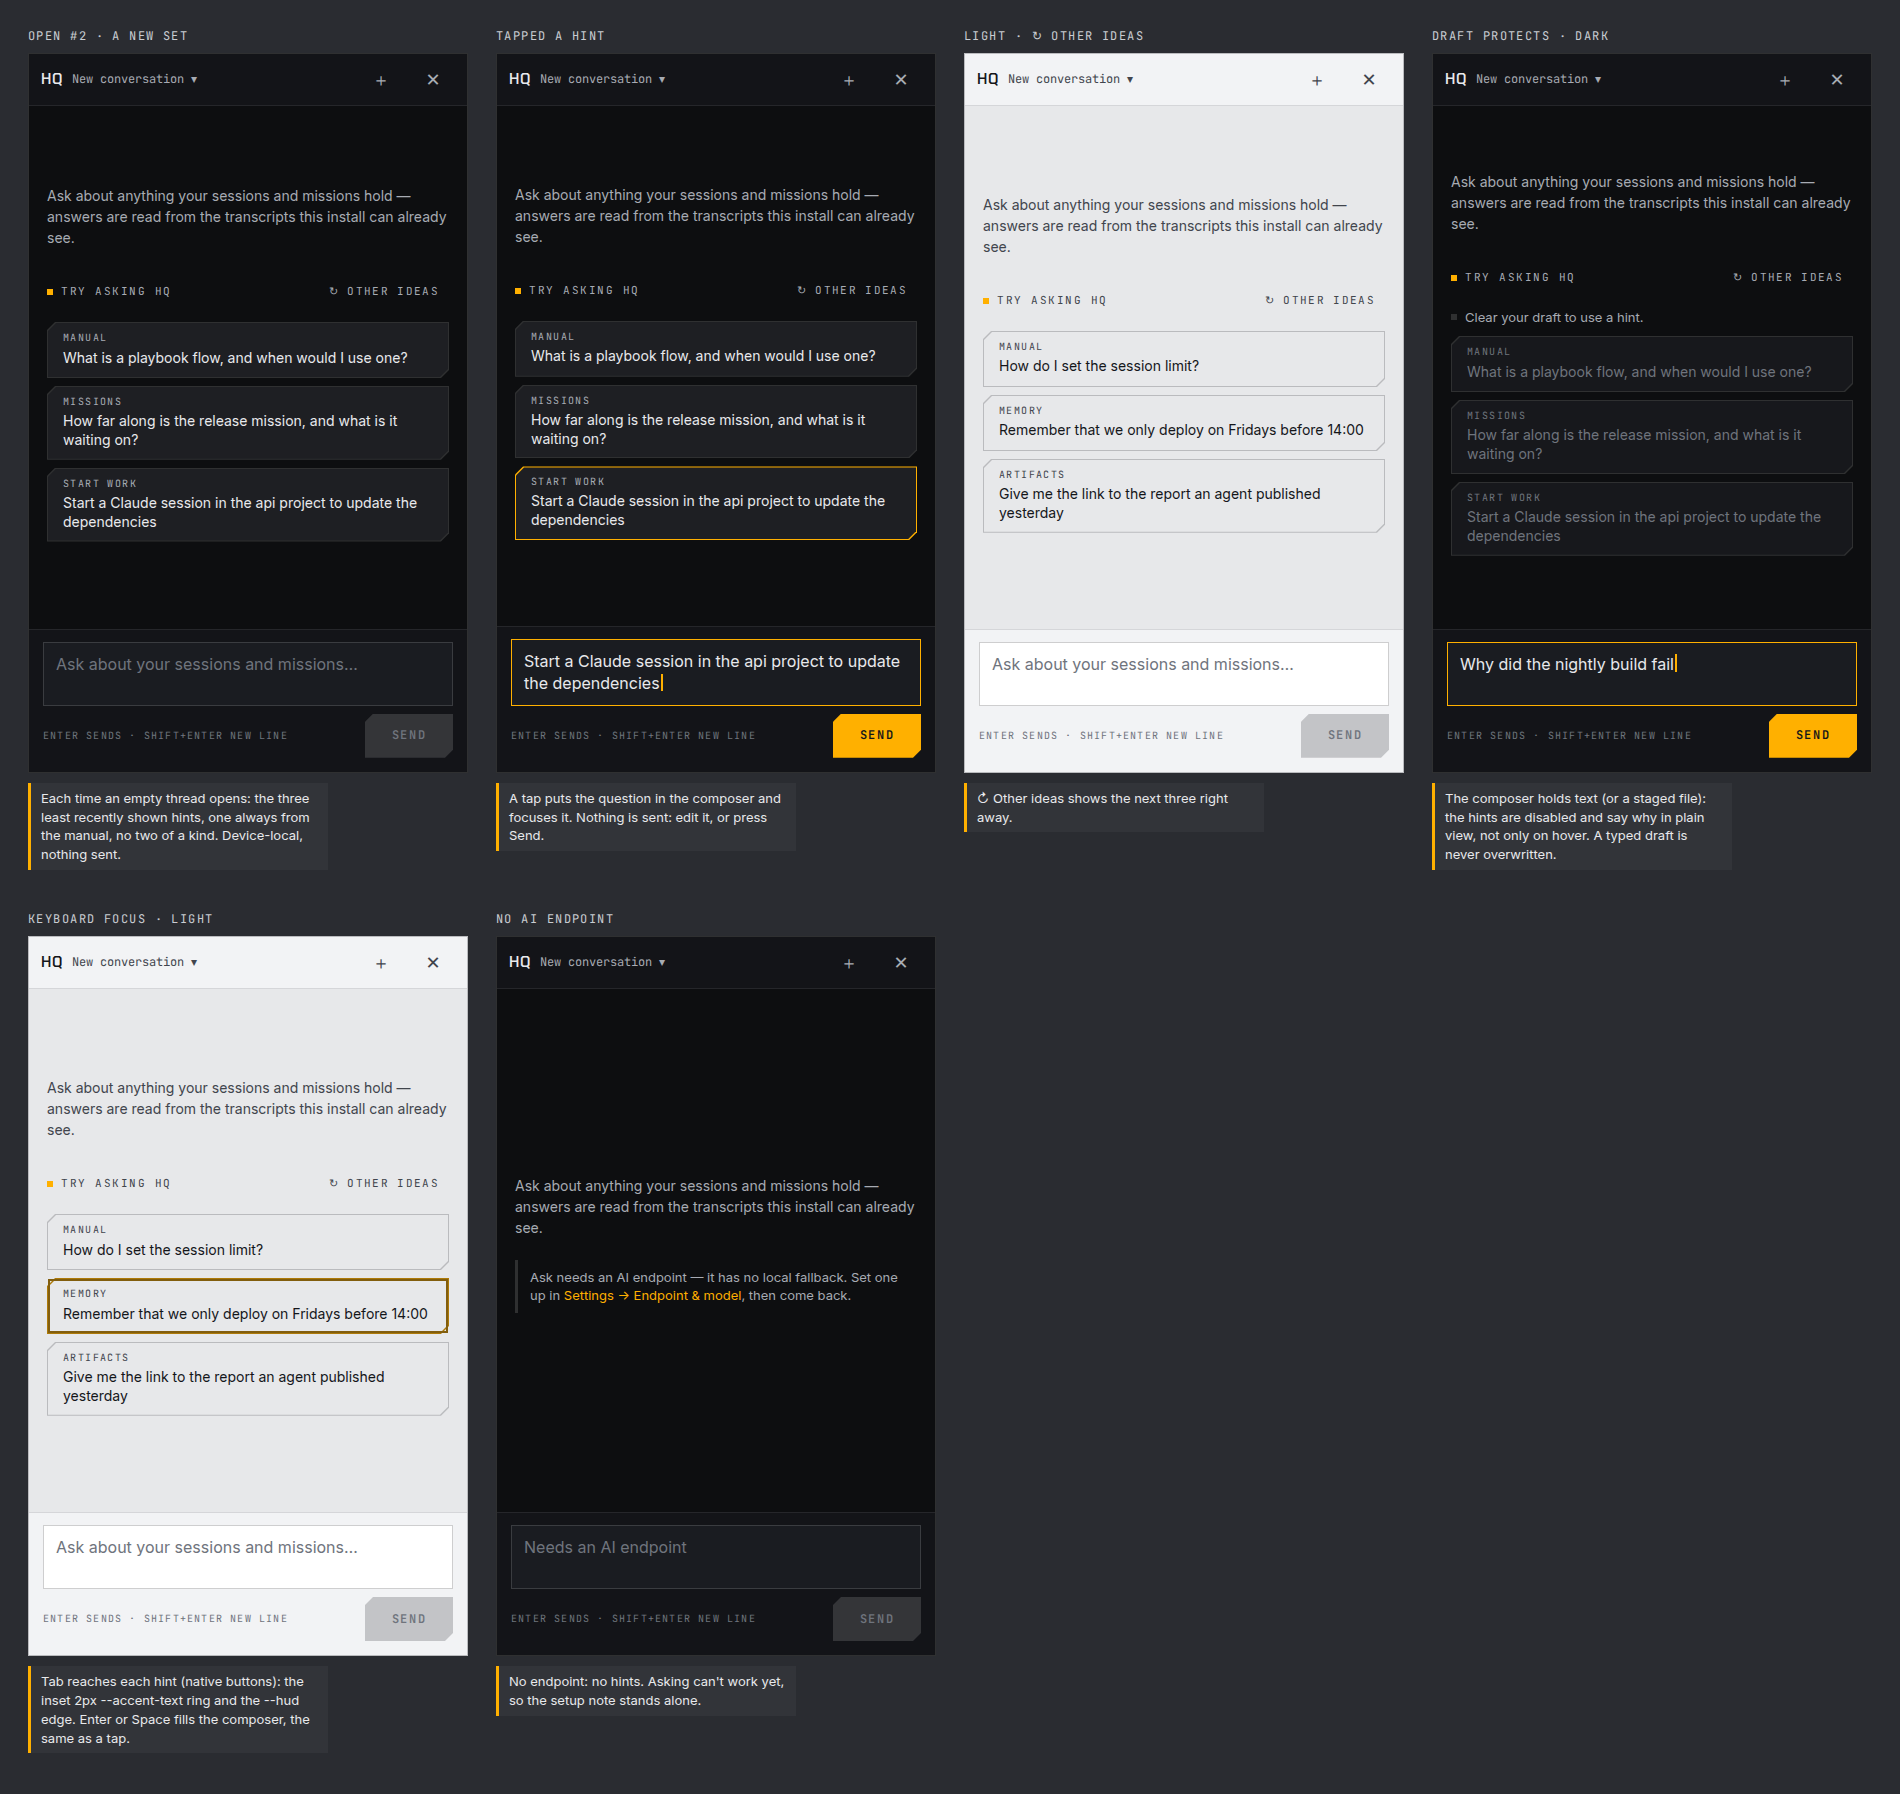 OPEN #2 · A NEW SET
HQ New conversation ▾ + ✕
Ask about anything your sessions and missions hold —
answers are read from the transcripts this install can already
see.
TRY ASKING HQ
↻ OTHER IDEAS
MANUAL
What is a playbook flow, and when would I use one?
MISSIONS
How far along is the release mission, and what is it
waiting on?
START WORK
Start a Claude session in the api project to update the
dependencies
Ask about your sessions and missions…
ENTER SENDS · SHIFT+ENTER NEW LINE
SEND
Each time an empty thread opens: the three
least recently shown hints, one always from
the manual, no two of a kind. Device-local,
nothing sent.
TAPPED A HINT
HQ New conversation ▾ + ✕
Ask about anything your sessions and missions hold —
answers are read from the transcripts this install can already
see.
TRY ASKING HQ
↻ OTHER IDEAS
MANUAL
What is a playbook flow, and when would I use one?
MISSIONS
How far along is the release mission, and what is it
waiting on?
START WORK
Start a Claude session in the api project to update the
dependencies
Start a Claude session in the api project to update
the dependencies
ENTER SENDS · SHIFT+ENTER NEW LINE
SEND
A tap puts the question in the composer and
focuses it. Nothing is sent: edit it, or press
Send.
LIGHT · ↻ OTHER IDEAS
HQ New conversation ▾ + ✕
Ask about anything your sessions and missions hold —
answers are read from the transcripts this install can already
see.
TRY ASKING HQ
↻ OTHER IDEAS
MANUAL
How do I set the session limit?
MEMORY
Remember that we only deploy on Fridays before 14:00
ARTIFACTS
Give me the link to the report an agent published
yesterday
Ask about your sessions and missions…
ENTER SENDS · SHIFT+ENTER NEW LINE
SEND
↻ Other ideas shows the next three right
away.
DRAFT PROTECTS · DARK
HQ New conversation ▾ + ✕
Ask about anything your sessions and missions hold —
answers are read from the transcripts this install can already
see.
TRY ASKING HQ
↻ OTHER IDEAS
Clear your draft to use a hint.
MANUAL
What is a playbook flow, and when would I use one?
MISSIONS
How far along is the release mission, and what is it
waiting on?
START WORK
Start a Claude session in the api project to update the
dependencies
Why did the nightly build fail
ENTER SENDS · SHIFT+ENTER NEW LINE
SEND
The composer holds text (or a staged file):
the hints are disabled and say why in plain
view, not only on hover. A typed draft is
never overwritten.
KEYBOARD FOCUS · LIGHT
HQ New conversation ▾ + ✕
Ask about anything your sessions and missions hold —
answers are read from the transcripts this install can already
see.
TRY ASKING HQ
↻ OTHER IDEAS
MANUAL
How do I set the session limit?
MEMORY
Remember that we only deploy on Fridays before 14:00
ARTIFACTS
Give me the link to the report an agent published
yesterday
Ask about your sessions and missions…
ENTER SENDS · SHIFT+ENTER NEW LINE
SEND
Tab reaches each hint (native buttons): the
inset 2px --accent-text ring and the --hud
edge. Enter or Space fills the composer, the
same as a tap.
NO AI ENDPOINT
HQ New conversation ▾ + ✕
Ask about anything your sessions and missions hold —
answers are read from the transcripts this install can already
see.
Ask needs an AI endpoint — it has no local fallback. Set one
up in Settings → Endpoint & model, then come back.
Needs an AI endpoint
ENTER SENDS · SHIFT+ENTER NEW LINE
SEND
No endpoint: no hints. Asking can't work yet,
so the setup note stands alone.